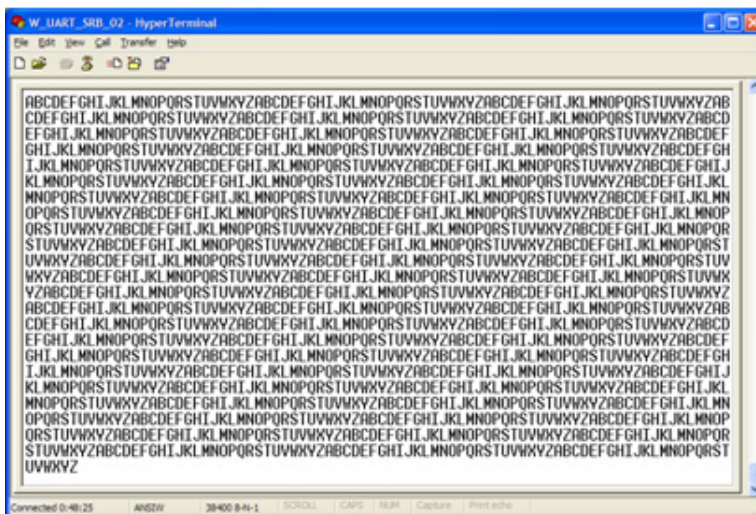 W_UART_SRB_02 - HyperTerminal
File Edit View Call Transfer Help
ABCDEFGHIJKLMNOPQRSTUVWXYZABCDEFGHIJKLMNOPQRSTUVWXYZABCDEFGHIJKLMNOPQRSTUVWXYZAB
CDEFGHIJKLMNOPQRSTUVWXYZABCDEFGHIJKLMNOPQRSTUVWXYZABCDEFGHIJKLMNOPQRSTUVWXYZABCD
EFGHIJKLMNOPQRSTUVWXYZABCDEFGHIJKLMNOPQRSTUVWXYZABCDEFGHIJKLMNOPQRSTUVWXYZABCDEF
GHIJKLMNOPQRSTUVWXYZABCDEFGHIJKLMNOPQRSTUVWXYZABCDEFGHIJKLMNOPQRSTUVWXYZABCDEFGH
IJKLMNOPQRSTUVWXYZABCDEFGHIJKLMNOPQRSTUVWXYZABCDEFGHIJKLMNOPQRSTUVWXYZABCDEFGHIJ
KLMNOPQRSTUVWXYZABCDEFGHIJKLMNOPQRSTUVWXYZABCDEFGHIJKLMNOPQRSTUVWXYZABCDEFGHIJKL
MNOPQRSTUVWXYZABCDEFGHIJKLMNOPQRSTUVWXYZABCDEFGHIJKLMNOPQRSTUVWXYZABCDEFGHIJKLMN
OPQRSTUVWXYZABCDEFGHIJKLMNOPQRSTUVWXYZABCDEFGHIJKLMNOPQRSTUVWXYZABCDEFGHIJKLMNOP
QRSTUVWXYZABCDEFGHIJKLMNOPQRSTUVWXYZABCDEFGHIJKLMNOPQRSTUVWXYZABCDEFGHIJKLMNOPQR
STUVWXYZABCDEFGHIJKLMNOPQRSTUVWXYZABCDEFGHIJKLMNOPQRSTUVWXYZABCDEFGHIJKLMNOPQRST
UVWXYZABCDEFGHIJKLMNOPQRSTUVWXYZABCDEFGHIJKLMNOPQRSTUVWXYZABCDEFGHIJKLMNOPQRSTUV
WXYZABCDEFGHIJKLMNOPQRSTUVWXYZABCDEFGHIJKLMNOPQRSTUVWXYZABCDEFGHIJKLMNOPQRSTUVWX
YZABCDEFGHIJKLMNOPQRSTUVWXYZABCDEFGHIJKLMNOPQRSTUVWXYZABCDEFGHIJKLMNOPQRSTUVWXYZ
ABCDEFGHIJKLMNOPQRSTUVWXYZABCDEFGHIJKLMNOPQRSTUVWXYZABCDEFGHIJKLMNOPQRSTUVWXYZAB
CDEFGHIJKLMNOPQRSTUVWXYZABCDEFGHIJKLMNOPQRSTUVWXYZABCDEFGHIJKLMNOPQRSTUVWXYZABCD
EFGHIJKLMNOPQRSTUVWXYZABCDEFGHIJKLMNOPQRSTUVWXYZABCDEFGHIJKLMNOPQRSTUVWXYZABCDEF
GHIJKLMNOPQRSTUVWXYZABCDEFGHIJKLMNOPQRSTUVWXYZABCDEFGHIJKLMNOPQRSTUVWXYZABCDEFGH
IJKLMNOPQRSTUVWXYZABCDEFGHIJKLMNOPQRSTUVWXYZABCDEFGHIJKLMNOPQRSTUVWXYZABCDEFGHIJ
KLMNOPQRSTUVWXYZABCDEFGHIJKLMNOPQRSTUVWXYZABCDEFGHIJKLMNOPQRSTUVWXYZABCDEFGHIJKL
MNOPQRSTUVWXYZABCDEFGHIJKLMNOPQRSTUVWXYZABCDEFGHIJKLMNOPQRSTUVWXYZABCDEFGHIJKLMN
OPQRSTUVWXYZABCDEFGHIJKLMNOPQRSTUVWXYZABCDEFGHIJKLMNOPQRSTUVWXYZABCDEFGHIJKLMNOP
QRSTUVWXYZABCDEFGHIJKLMNOPQRSTUVWXYZABCDEFGHIJKLMNOPQRSTUVWXYZABCDEFGHIJKLMNOPQR
STUVWXYZABCDEFGHIJKLMNOPQRSTUVWXYZABCDEFGHIJKLMNOPQRSTUVWXYZABCDEFGHIJKLMNOPQRST
UVWXYZ
Connected 0:48:25 ANSIW 38400 8-N-1 SCROLL CAPS NUM Capture Print echo